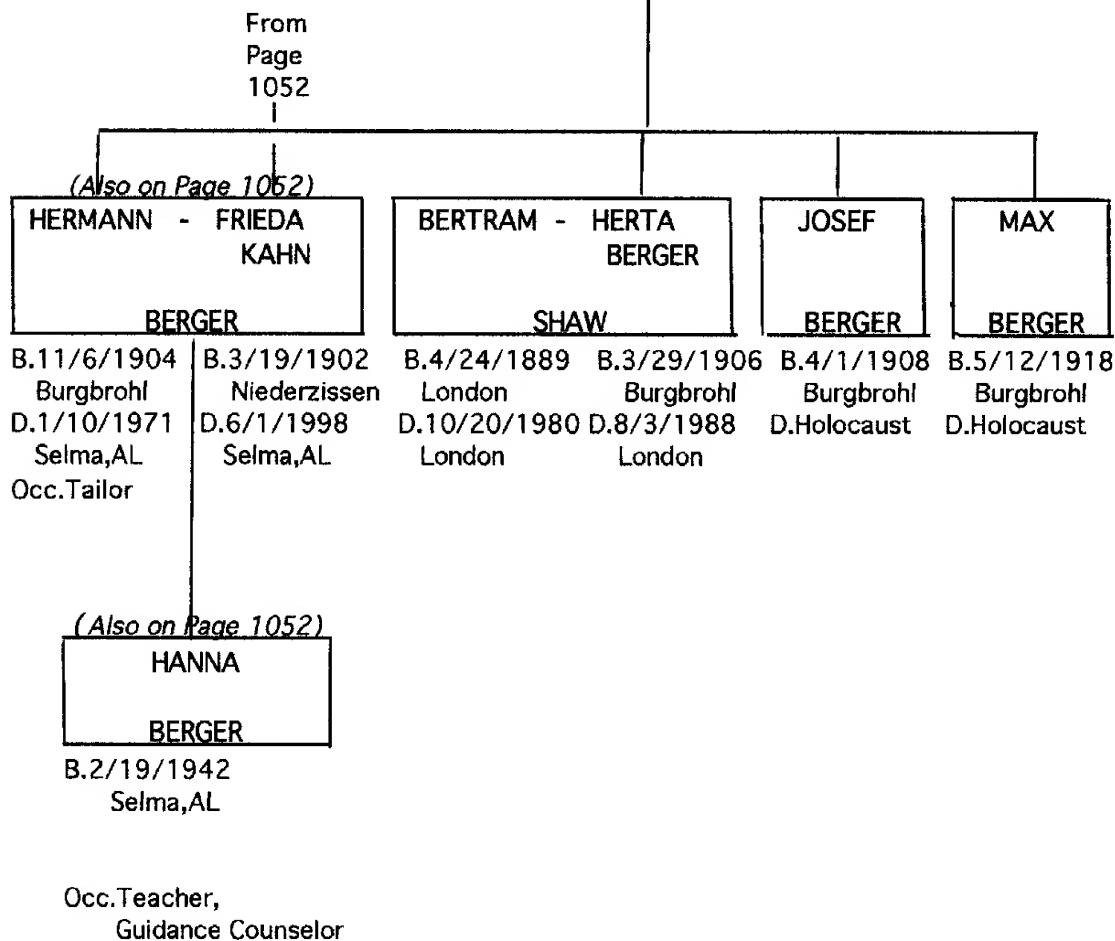 From
Page
1052
(Also on Page 1052)
HERMANN - FRIEDA
KAHN
BERGER
B.11/6/1904 B.3/19/1902
Burgbrohl Niederzissen
D.1/10/1971 D.6/1/1998
Selma,AL Selma,AL
Occ.Tailor
BERTRAM - HERTA
BERGER
SHAW
B.4/24/1889 B.3/29/1906
London Burgbrohl
D.10/20/1980 D.8/3/1988
London London
JOSEF
BERGER
B.4/1/1908
Burgbrohl
D.Holocaust
MAX
BERGER
B.5/12/1918
Burgbrohl
D.Holocaust
(Also on Page 1052)
HANNA
BERGER
B.2/19/1942
Selma,AL
Occ.Teacher,
Guidance Counselor